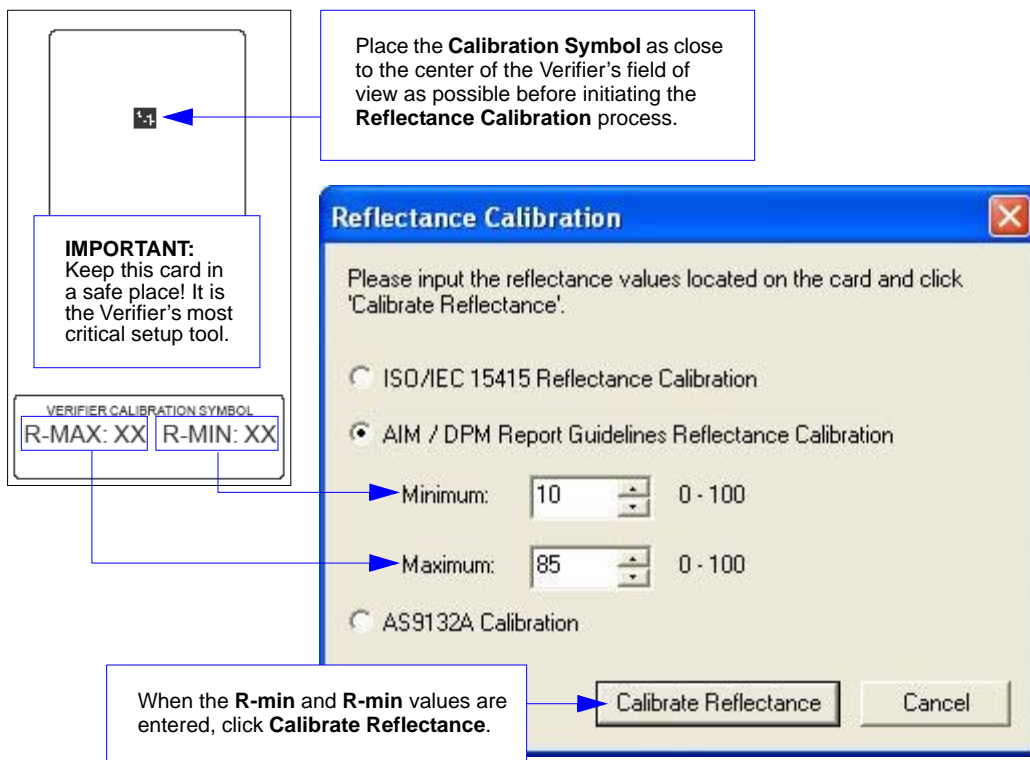 Place the Calibration Symbol as close
to the center of the Verifier’s field of
view as possible before initiating the
Reflectance Calibration process.
IMPORTANT:
Keep this card in
a safe place! It is
the Verifier’s most
critical setup tool.
VERIFIER CALIBRATION SYMBOL
R-MAX: XX R-MIN: XX
Reflectance Calibration
Please input the reflectance values located on the card and click
'Calibrate Reflectance'.
ISO/IEC 15415 Reflectance Calibration
AIM / DPM Report Guidelines Reflectance Calibration
Minimum: 10 0 - 100
Maximum: 85 0 - 100
AS9132A Calibration
When the R-min and R-min values are
entered, click Calibrate Reflectance.
Calibrate Reflectance Cancel